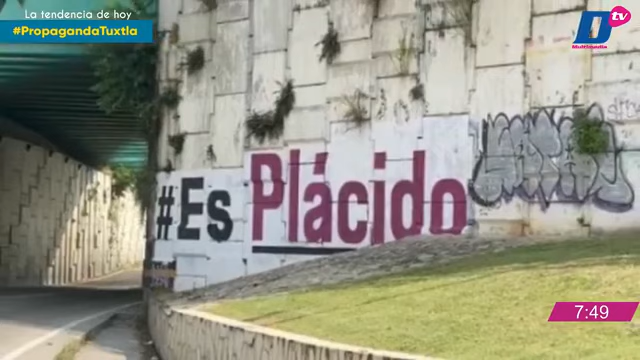 La tendencia de hoy
#PropagandaTuxtla
D tv
Multimedia
#Es Plácido
7:49